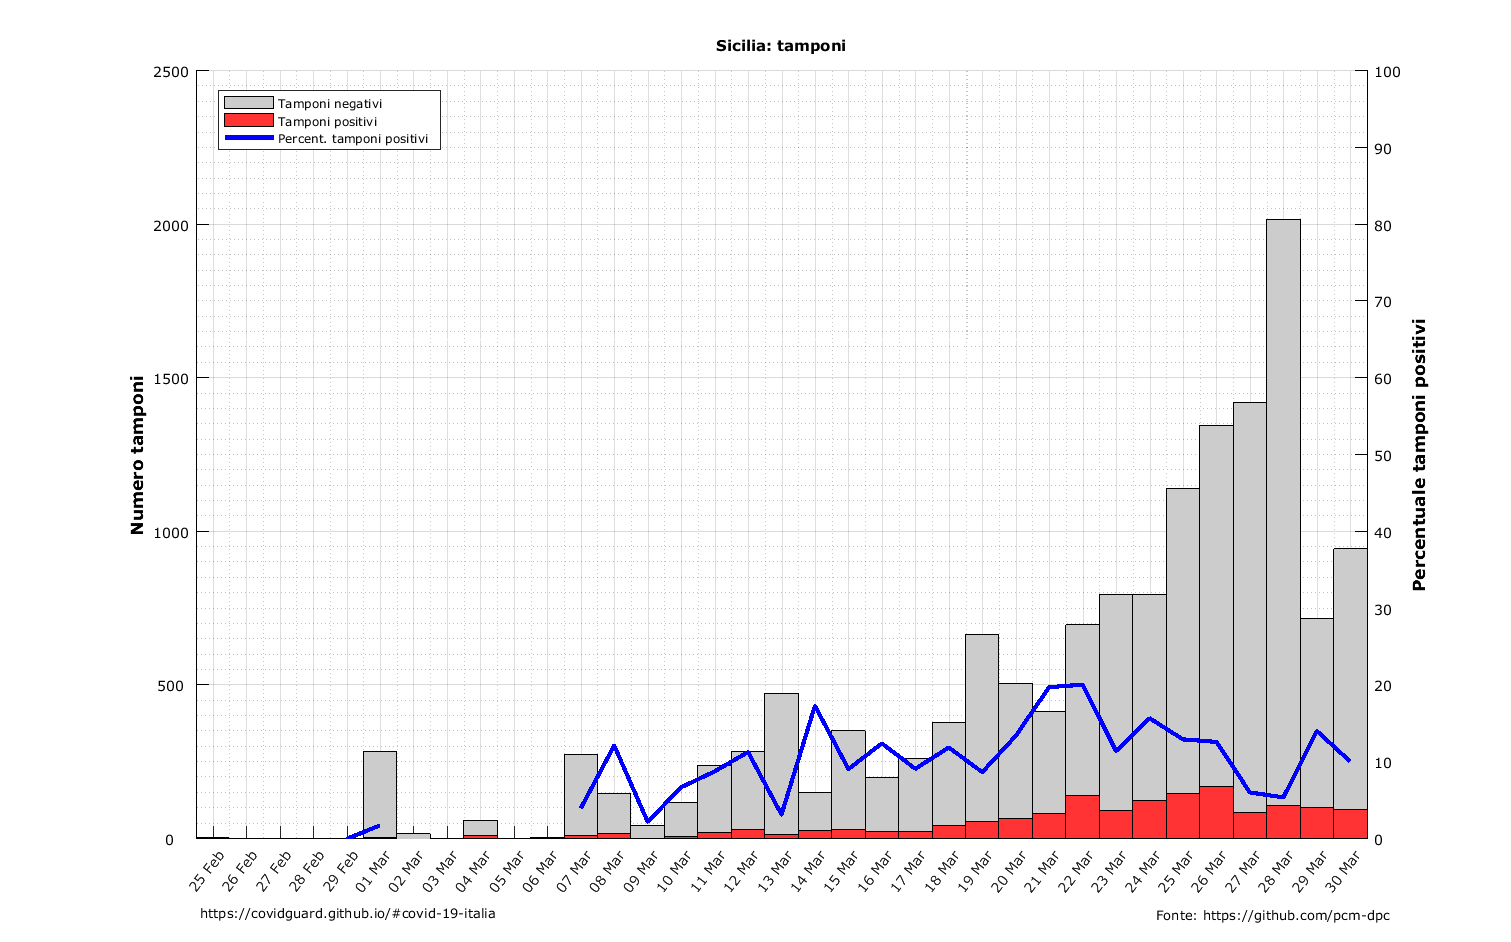 Sicilia: tamponi
Tamponi negativi
Tamponi positivi
Percent. tamponi positivi
Numero tamponi
2500
2000
1500
1000
500
0
Percentuale tamponi positivi
100
90
80
70
60
50
40
30
20
10
0
25 Feb
26 Feb
27 Feb
28 Feb
29 Feb
01 Mar
02 Mar
03 Mar
04 Mar
05 Mar
06 Mar
07 Mar
08 Mar
09 Mar
10 Mar
11 Mar
12 Mar
13 Mar
14 Mar
15 Mar
16 Mar
17 Mar
18 Mar
19 Mar
20 Mar
21 Mar
22 Mar
23 Mar
24 Mar
25 Mar
26 Mar
27 Mar
28 Mar
29 Mar
30 Mar
https://covidguard.github.io/#covid-19-italia
Fonte: https://github.com/pcm-dpc